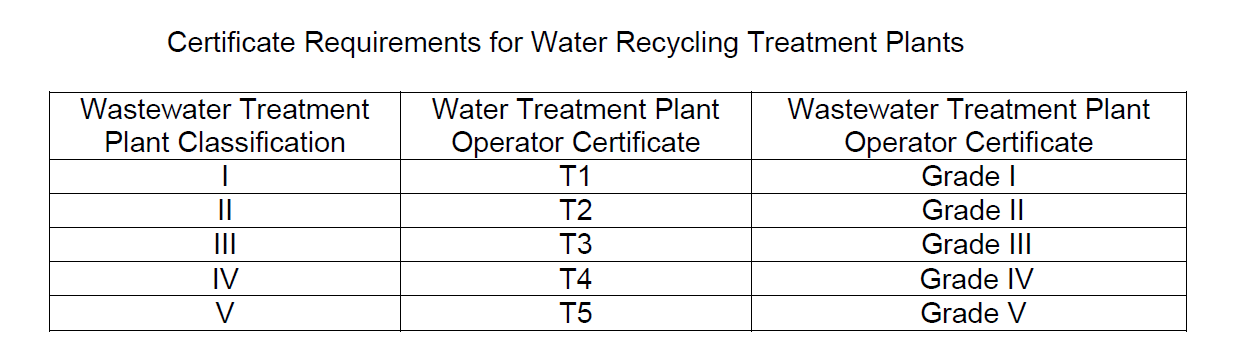 Certificate Requirements for Water Recycling Treatment Plants
Wastewater Treatment Plant Classification | Water Treatment Plant Operator Certificate | Wastewater Treatment Plant Operator Certificate
I | T1 | Grade I
II | T2 | Grade II
III | T3 | Grade III
IV | T4 | Grade IV
V | T5 | Grade V